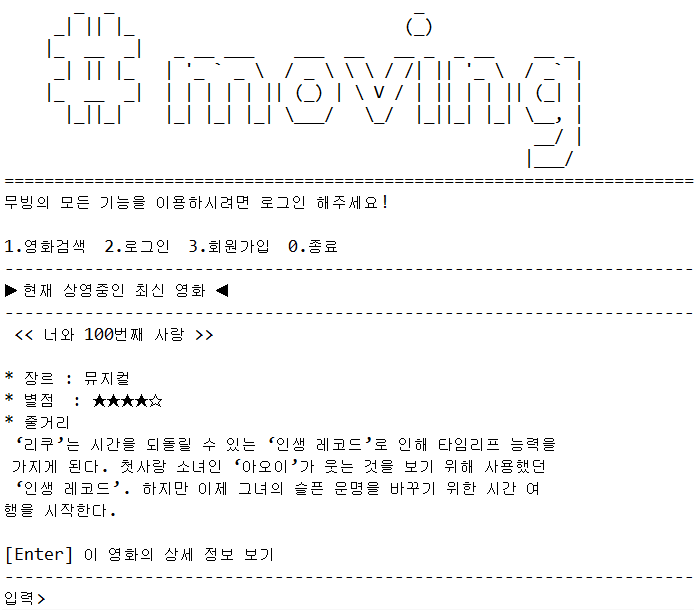 #moving
======================================================================
무빙의 모든 기능을 이용하시려면 로그인 해주세요!
1.영화검색  2.로그인  3.회원가입  0.종료
----------------------------------------------------------------------
▶현재 상영중인 최신 영화 ◀
----------------------------------------------------------------------
<< 너와 100번째 사랑 >>
* 장르 : 뮤지컬
* 별점  : ★★★★☆
* 줄거리
‘리쿠’는 시간을 되돌릴 수 있는 ‘인생 레코드’로 인해 타임리프 능력을
가지게 된다. 첫사랑 소녀인 ‘아오이’가 웃는 것을 보기 위해 사용했던
‘인생 레코드’. 하지만 이제 그녀의 슬픈 운명을 바꾸기 위한 시간 여
행을 시작한다.
[Enter] 이 영화의 상세 정보 보기
----------------------------------------------------------------------
입력>